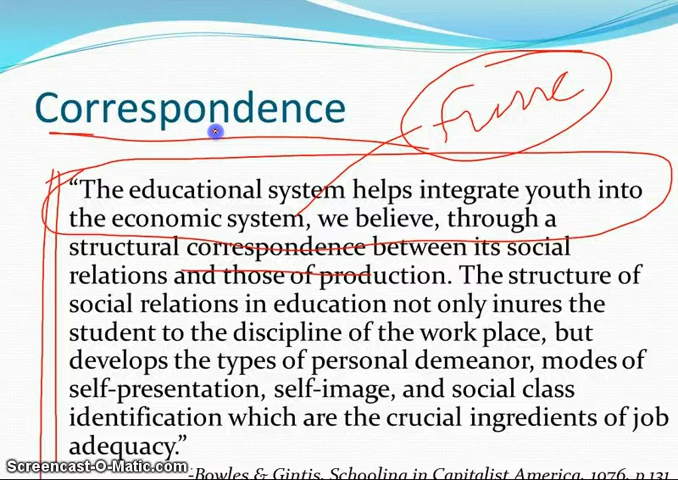 Correspondence
"The educational system helps integrate youth into
the economic system, we believe, through a
structural correspondence between its social
relations and those of production. The structure of
social relations in education not only inures the
student to the discipline of the work place, but
develops the types of personal demeanor, modes of
self-presentation, self-image, and social class
identification which are the crucial ingredients of job
adequacy."
-Bowles & Gintis, Schooling in Capitalist America, 1976, p.131
Screencast-O-Matic.com